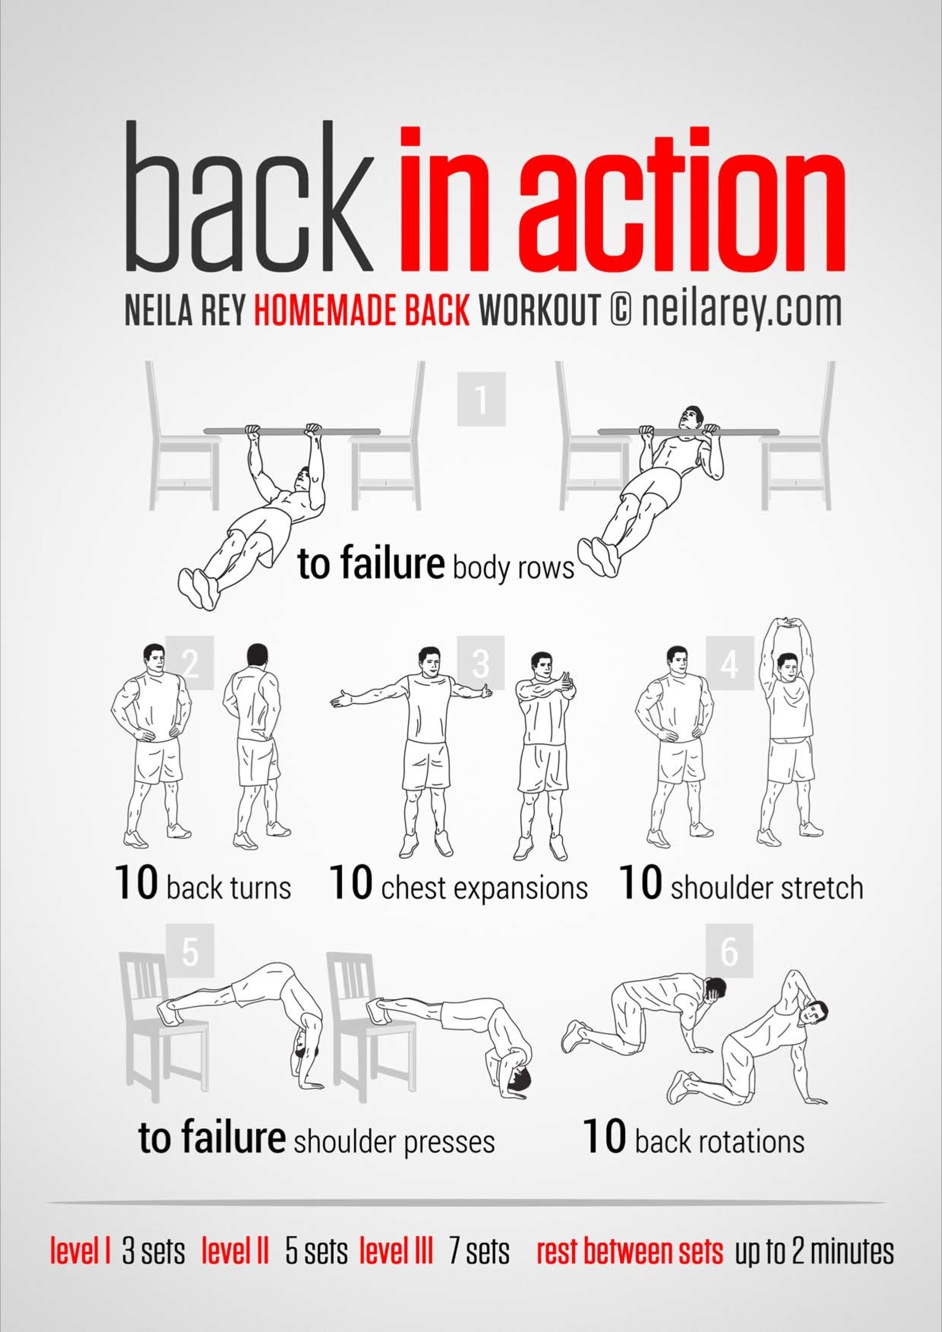 back in action
NEILA REY HOMEMADE BACK WORKOUT © neilarey.com
1
to failure body rows
2
3
4
10 back turns
10 chest expansions
10 shoulder stretch
5
6
to failure shoulder presses
10 back rotations
level I 3 sets level II 5 sets level III 7 sets rest between sets up to 2 minutes